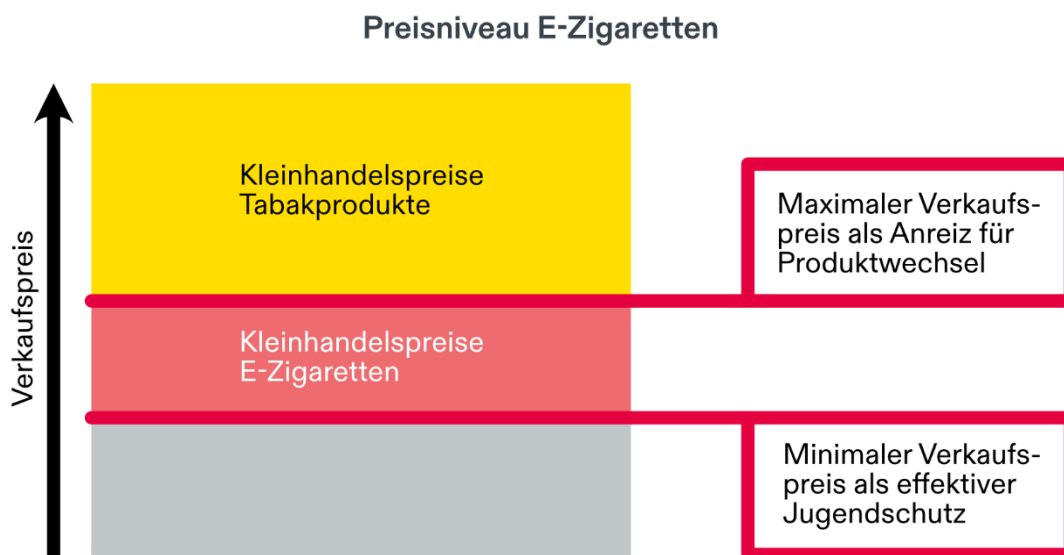 Preisniveau E-Zigaretten
Verkaufspreis
Kleinhandelspreise
Tabakprodukte
Maximaler Verkaufs-
preis als Anreiz für
Produktwechsel
Kleinhandelspreise
E-Zigaretten
Minimaler Verkaufs-
preis als effektiver
Jugendschutz